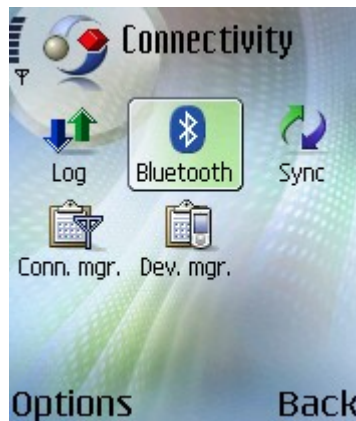 Connectivity
Log Bluetooth Sync
Conn. mgr. Dev. mgr.
Options Back